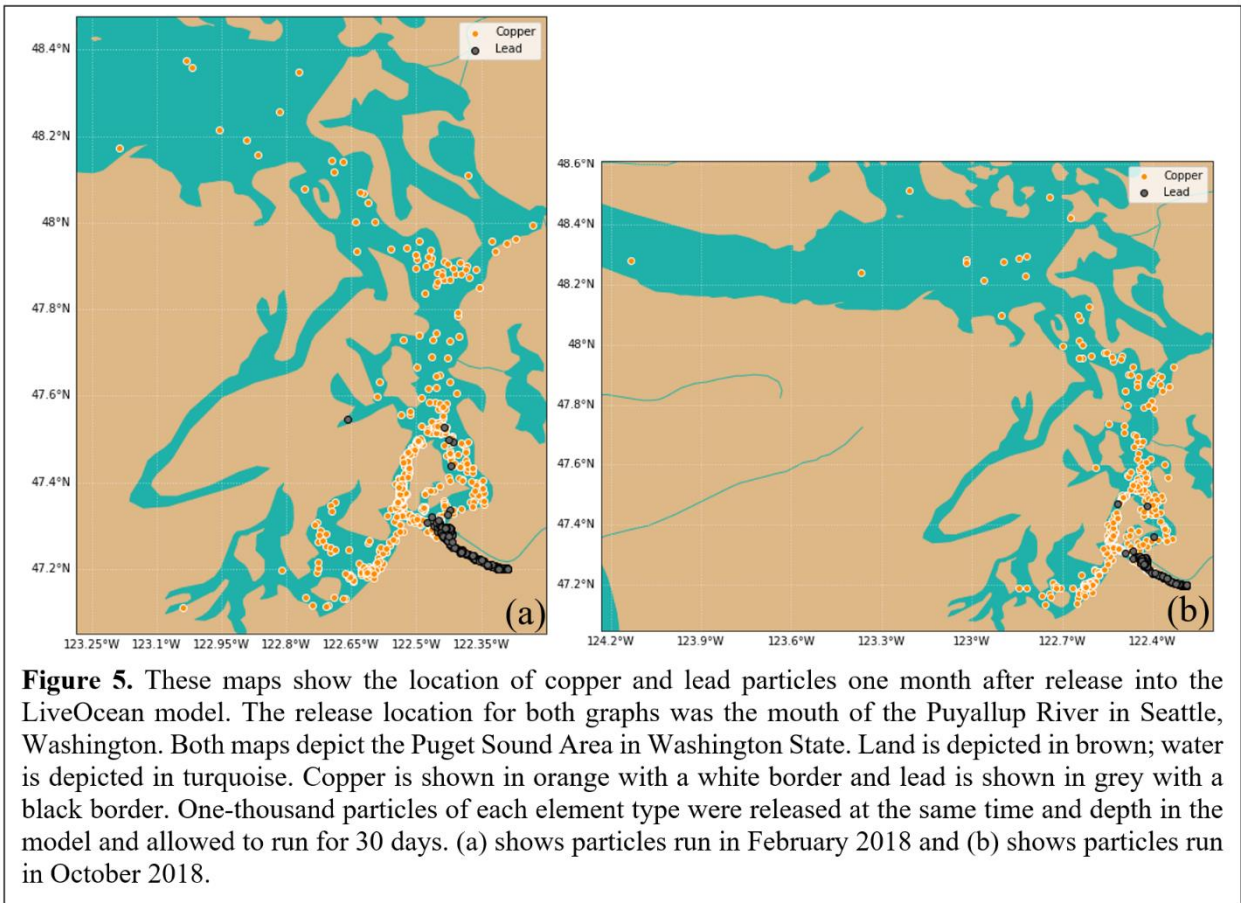 Copper
Lead
48.4°N
48.2°N
48°N
47.8°N
47.6°N
47.4°N
47.2°N
123.25°W 123.1°W 122.95°W 122.8°W 122.65°W 122.5°W 122.35°W
(a)
Copper
Lead
48.6°N
48.4°N
48.2°N
48°N
47.8°N
47.6°N
47.4°N
47.2°N
124.2°W 123.9°W 123.6°W 123.3°W 123°W 122.7°W 122.4°W
(b)
Figure 5. These maps show the location of copper and lead particles one month after release into the
LiveOcean model. The release location for both graphs was the mouth of the Puyallup River in Seattle,
Washington. Both maps depict the Puget Sound Area in Washington State. Land is depicted in brown; water
is depicted in turquoise. Copper is shown in orange with a white border and lead is shown in grey with a
black border. One-thousand particles of each element type were released at the same time and depth in the
model and allowed to run for 30 days. (a) shows particles run in February 2018 and (b) shows particles run
in October 2018.